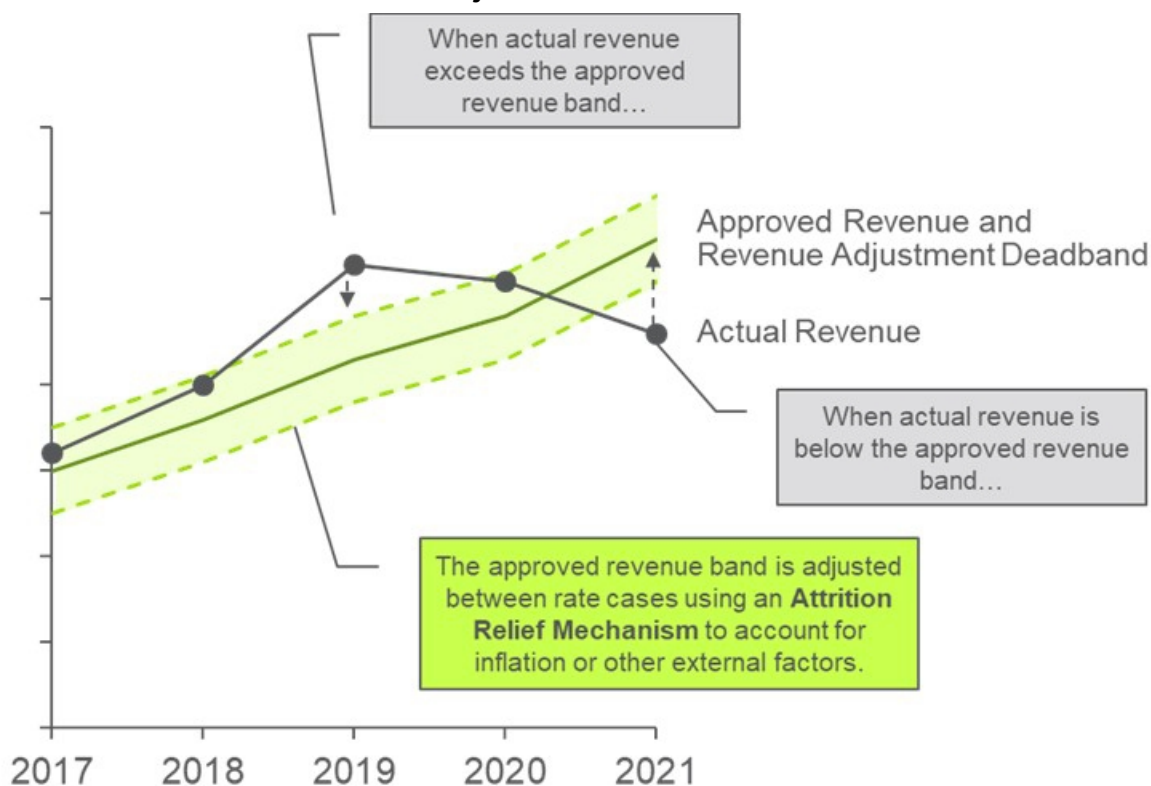 When actual revenue
exceeds the approved
revenue band…
Approved Revenue and
Revenue Adjustment Deadband
Actual Revenue
When actual revenue is
below the approved revenue
band…
The approved revenue band is adjusted
between rate cases using an Attrition
Relief Mechanism to account for
inflation or other external factors.
2017 2018 2019 2020 2021